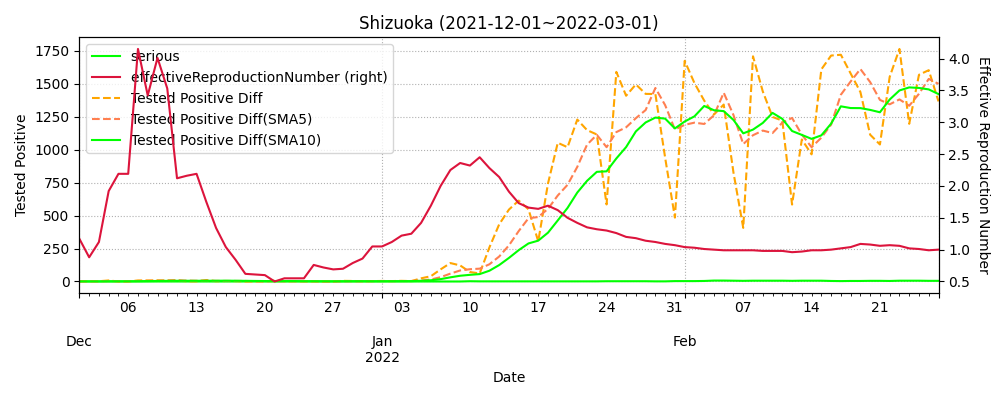 Shizuoka (2021-12-01~2022-03-01)
serious
effectiveReproductionNumber (right)
Tested Positive Diff
Tested Positive Diff(SMA5)
Tested Positive Diff(SMA10)
Tested Positive
1750
1500
1250
1000
750
500
250
0
4.0
3.5
3.0
2.5
2.0
1.5
1.0
0.5
Effective Reproduction Number
06 13 20 27 03 10 17 24 31 07 14 21
Dec Jan Feb
2022
Date